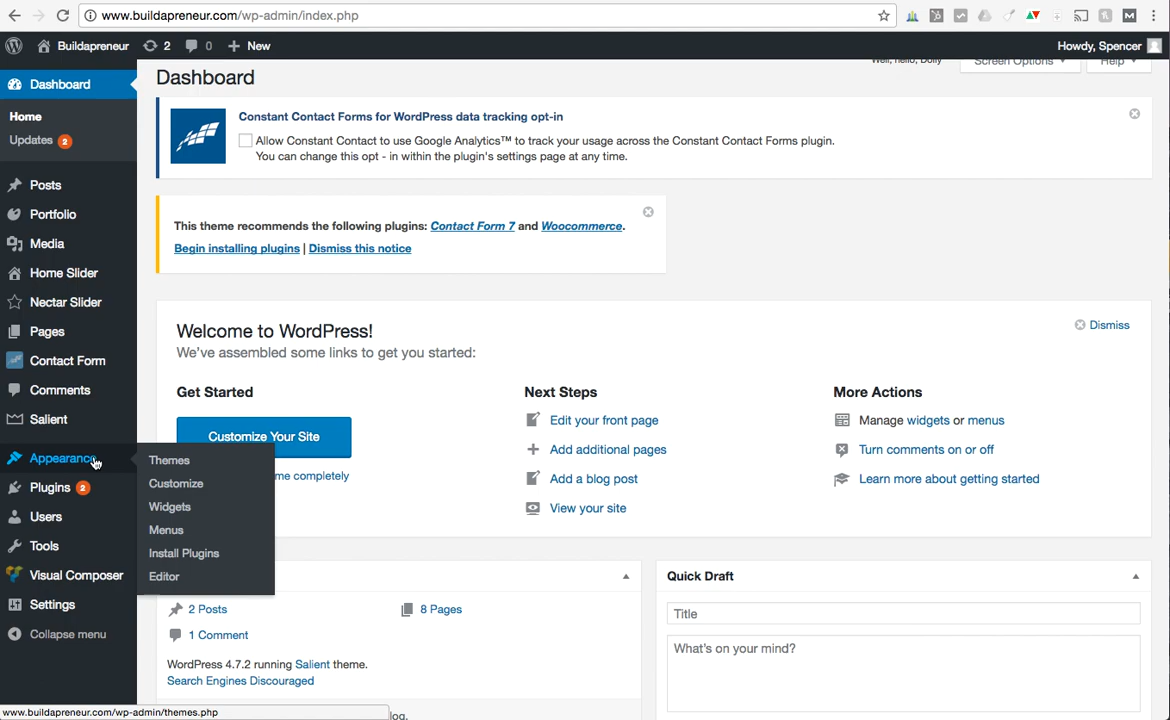 www.buildapreneur.com/wp-admin/index.php
Buildapreneur 2 0 New
Howdy, Spencer
Dashboard
Home
Updates 2
Posts
Portfolio
Media
Home Slider
Nectar Slider
Pages
Contact Form
Comments
Salient
Appearance
Plugins 2
Users
Tools
Visual Composer
Settings
Collapse menu
Themes
Customize
Widgets
Menus
Install Plugins
Editor
Well, hello, Dolly
Screen Options
Help
Dashboard
Constant Contact Forms for WordPress data tracking opt-in
Allow Constant Contact to use Google Analytics™ to track your usage across the Constant Contact Forms plugin.
You can change this opt - in within the plugin's settings page at any time.
This theme recommends the following plugins: Contact Form 7 and Woocommerce.
Begin installing plugins | Dismiss this notice
Welcome to WordPress!
Dismiss
We've assembled some links to get you started:
Get Started
Customize Your Site
me completely
Next Steps
Edit your front page
Add additional pages
Add a blog post
View your site
More Actions
Manage widgets or menus
Turn comments on or off
Learn more about getting started
2 Posts
8 Pages
1 Comment
WordPress 4.7.2 running Salient theme.
Search Engines Discouraged
log.
Quick Draft
Title
What's on your mind?
www.buildapreneur.com/wp-admin/themes.php